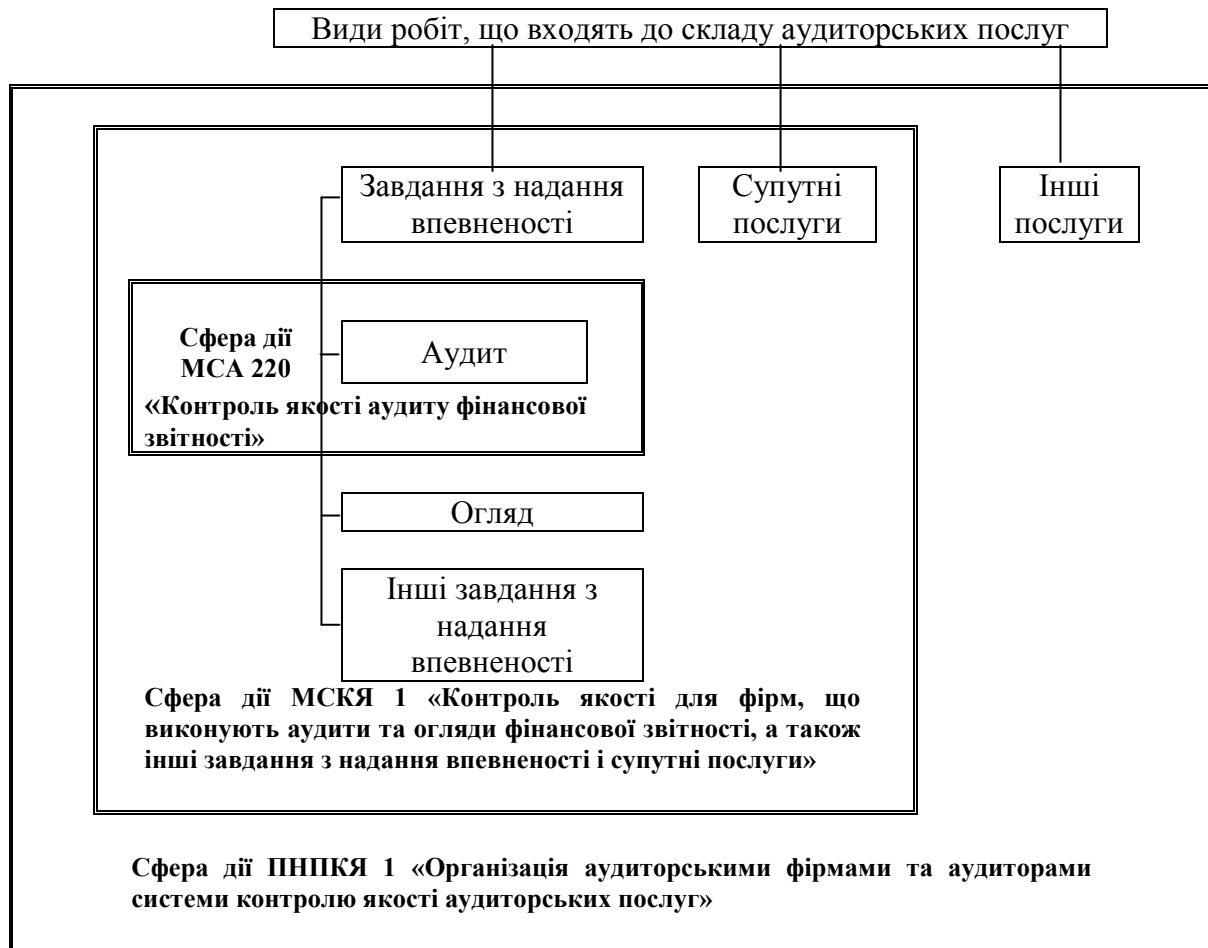 Види робіт, що входять до складу аудиторських послуг
Завдання з надання
впевненості
Супутні
послуги
Інші
послуги
Сфера дії
МСА 220
Аудит
«Контроль якості аудиту фінансової
звітності»
Огляд
Інші завдання з
надання
впевненості
Сфера дії МСКЯ 1 «Контроль якості для фірм, що
виконують аудити та огляди фінансової звітності, а також
інші завдання з надання впевненості і супутні послуги»
Сфера дії ПНПКЯ 1 «Організація аудиторськими фірмами та аудиторами
системи контролю якості аудиторських послуг»